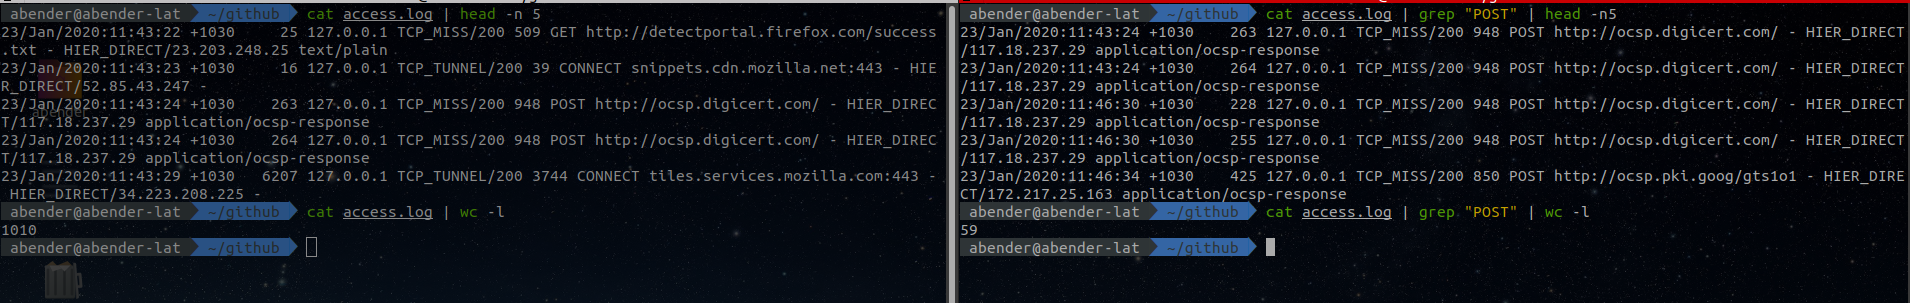 abender@abender-lat ~/github cat access.log | head -n 5
23/Jan/2020:11:43:22 +1030     25 127.0.0.1 TCP_MISS/200 509 GET http://detectportal.firefox.com/success
.txt - HIER_DIRECT/23.203.248.25 text/plain
23/Jan/2020:11:43:23 +1030     16 127.0.0.1 TCP_TUNNEL/200 39 CONNECT snippets.cdn.mozilla.net:443 - HIE
R_DIRECT/52.85.43.247 -
23/Jan/2020:11:43:24 +1030    263 127.0.0.1 TCP_MISS/200 948 POST http://ocsp.digicert.com/ - HIER_DIREC
T/117.18.237.29 application/ocsp-response
abender
23/Jan/2020:11:43:24 +1030    264 127.0.0.1 TCP_MISS/200 948 POST http://ocsp.digicert.com/ - HIER_DIREC
T/117.18.237.29 application/ocsp-response
23/Jan/2020:11:43:29 +1030   6207 127.0.0.1 TCP_TUNNEL/200 3744 CONNECT tiles.services.mozilla.com:443 -
 HIER_DIRECT/34.223.208.225 -
abender@abender-lat ~/github cat access.log | wc -l
1010
abender@abender-lat ~/github
abender@abender-lat ~/github cat access.log | grep "POST" | head -n5
23/Jan/2020:11:43:24 +1030    263 127.0.0.1 TCP_MISS/200 948 POST http://ocsp.digicert.com/ - HIER_DIRECT
/117.18.237.29 application/ocsp-response
23/Jan/2020:11:43:24 +1030    264 127.0.0.1 TCP_MISS/200 948 POST http://ocsp.digicert.com/ - HIER_DIRECT
/117.18.237.29 application/ocsp-response
23/Jan/2020:11:46:30 +1030    228 127.0.0.1 TCP_MISS/200 948 POST http://ocsp.digicert.com/ - HIER_DIRECT
/117.18.237.29 application/ocsp-response
23/Jan/2020:11:46:30 +1030    255 127.0.0.1 TCP_MISS/200 948 POST http://ocsp.digicert.com/ - HIER_DIRECT
/117.18.237.29 application/ocsp-response
23/Jan/2020:11:46:34 +1030    425 127.0.0.1 TCP_MISS/200 850 POST http://ocsp.pki.goog/gts1o1 - HIER_DIRE
CT/172.217.25.163 application/ocsp-response
abender@abender-lat ~/github cat access.log | grep "POST" | wc -l
59
abender@abender-lat ~/github